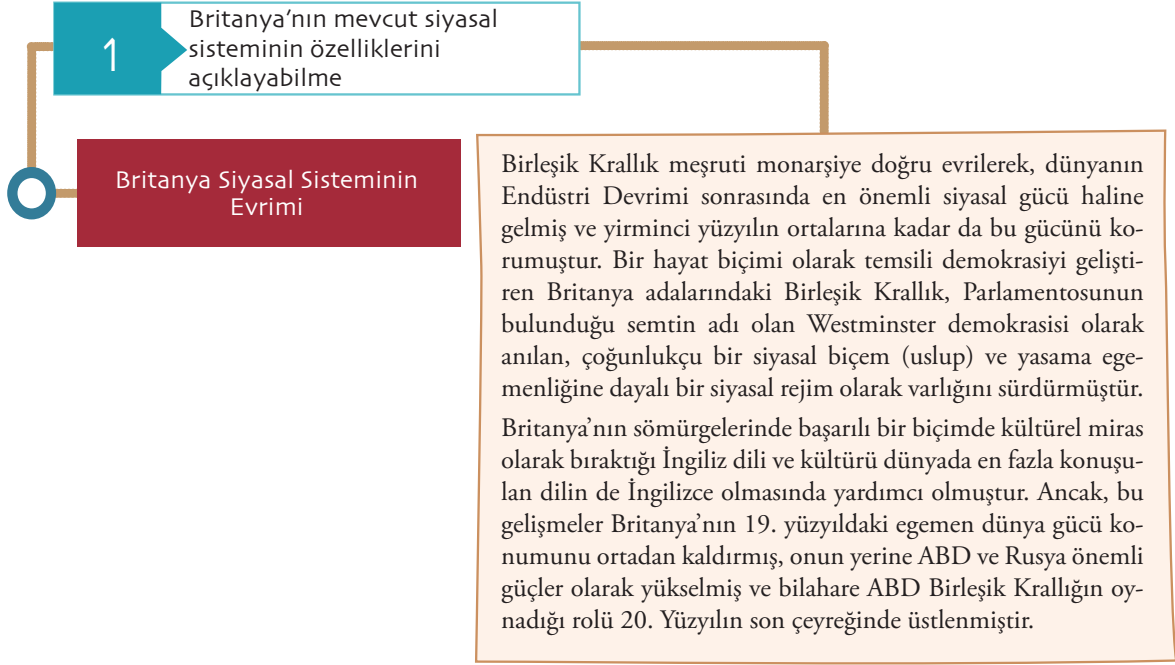 1
Britanya’nın mevcut siyasal
sisteminin özelliklerini
açıklayabilme
Britanya Siyasal Sisteminin
Evrimi
Birleşik Krallık meşruti monarşiye doğru evrilerek, dünyanın
Endüstri Devrimi sonrasında en önemli siyasal gücü haline
gelmiş ve yirminci yüzyılın ortalarına kadar da bu gücünü ko-
rumuştur. Bir hayat biçimi olarak temsili demokrasiyi gelişti-
ren Britanya adalarındaki Birleşik Krallık, Parlamentosunun
bulunduğu semtin adı olan Westminster demokrasisi olarak
anılan, çoğunlukçu bir siyasal biçem (uslup) ve yasama ege-
menliğine dayalı bir siyasal rejim olarak varlığını sürdürmüştür.
Britanya’nın sömürgelerinde başarılı bir biçimde kültürel miras
olarak bıraktığı İngiliz dili ve kültürü dünyada en fazla konuşu-
lan dilin de İngilizce olmasında yardımcı olmuştur. Ancak, bu
gelişmeler Britanya’nın 19. yüzyıldaki egemen dünya gücü ko-
numunu ortadan kaldırmış, onun yerine ABD ve Rusya önemli
güçler olarak yükselmiş ve bilahare ABD Birleşik Krallığın oy-
nadığı rolü 20. Yüzyılın son çeyreğinde üstlenmiştir.